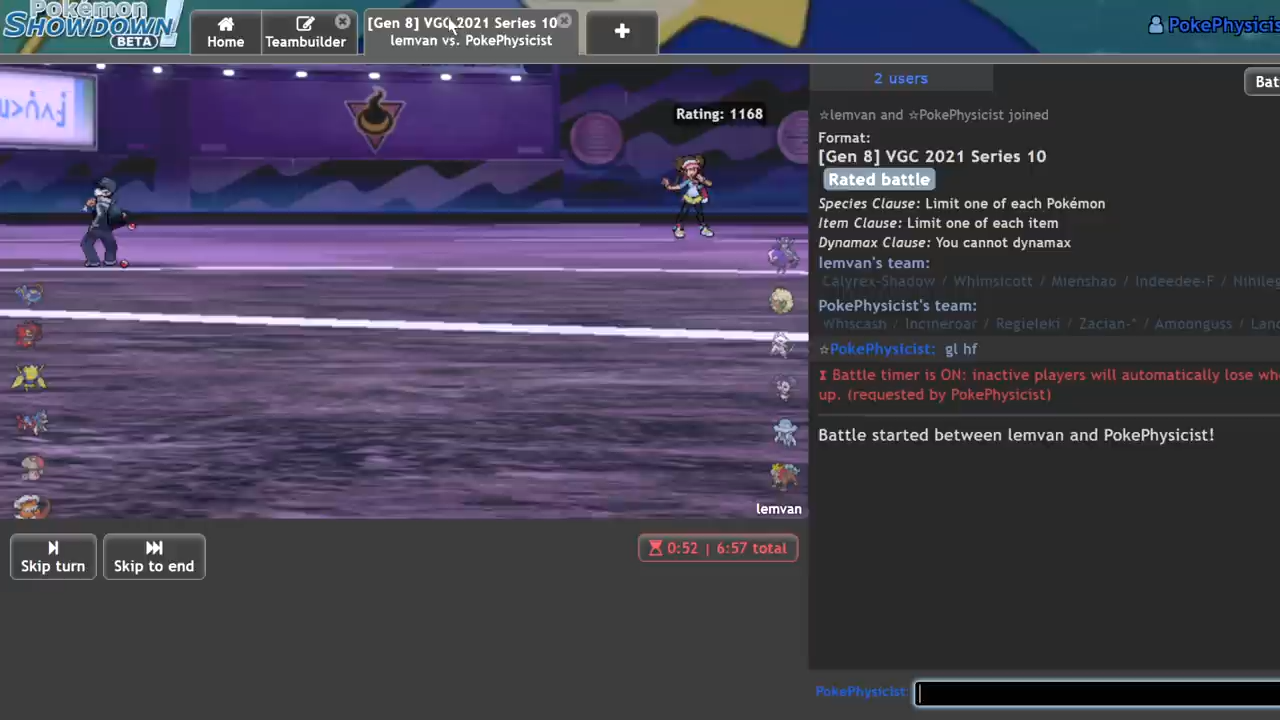 Pokémon
SHOWDOWN!
BETA
Home
Teambuilder
[Gen 8] VGC 2021 Series 10
lemvan vs. PokePhysicist
PokePhysicis
Rating: 1168
lemvan
Skip turn
Skip to end
0:52 | 6:57 total
2 users
Bat
☆lemvan and ☆PokePhysicist joined
Format:
[Gen 8] VGC 2021 Series 10
Rated battle
Species Clause: Limit one of each Pokémon
Item Clause: Limit one of each item
Dynamax Clause: You cannot dynamax
lemvan's team:
Calyrex-Shadow / Whimsicott / Mienshao / Indeedee-F / Nihileg
PokePhysicist's team:
Whiscash / Incineroar / Regieleki / Zacian-* / Amoonguss / Land
☆PokePhysicist: gl hf
Battle timer is ON: inactive players will automatically lose whe
up. (requested by PokePhysicist)
Battle started between lemvan and PokePhysicist!
PokePhysicist: